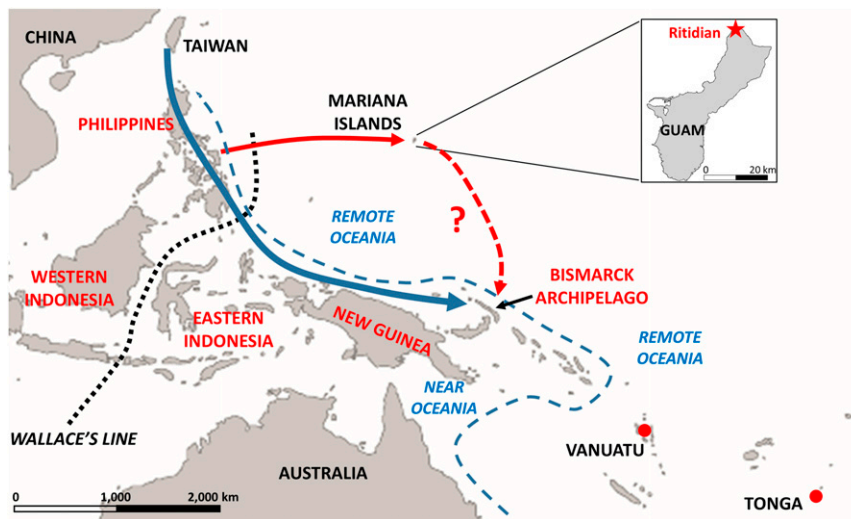 CHINA
TAIWAN
Ritidian
GUAM
0 20 km
MARIANA
ISLANDS
PHILIPPINES
REMOTE
OCEANIA
?
WESTERN
INDONESIA
EASTERN
INDONESIA
NEW GUINEA
BISMARCK
ARCHIPELAGO
REMOTE
OCEANIA
NEAR
OCEANIA
WALLACE'S LINE
VANUATU
AUSTRALIA
TONGA
0 1,000 2,000 km